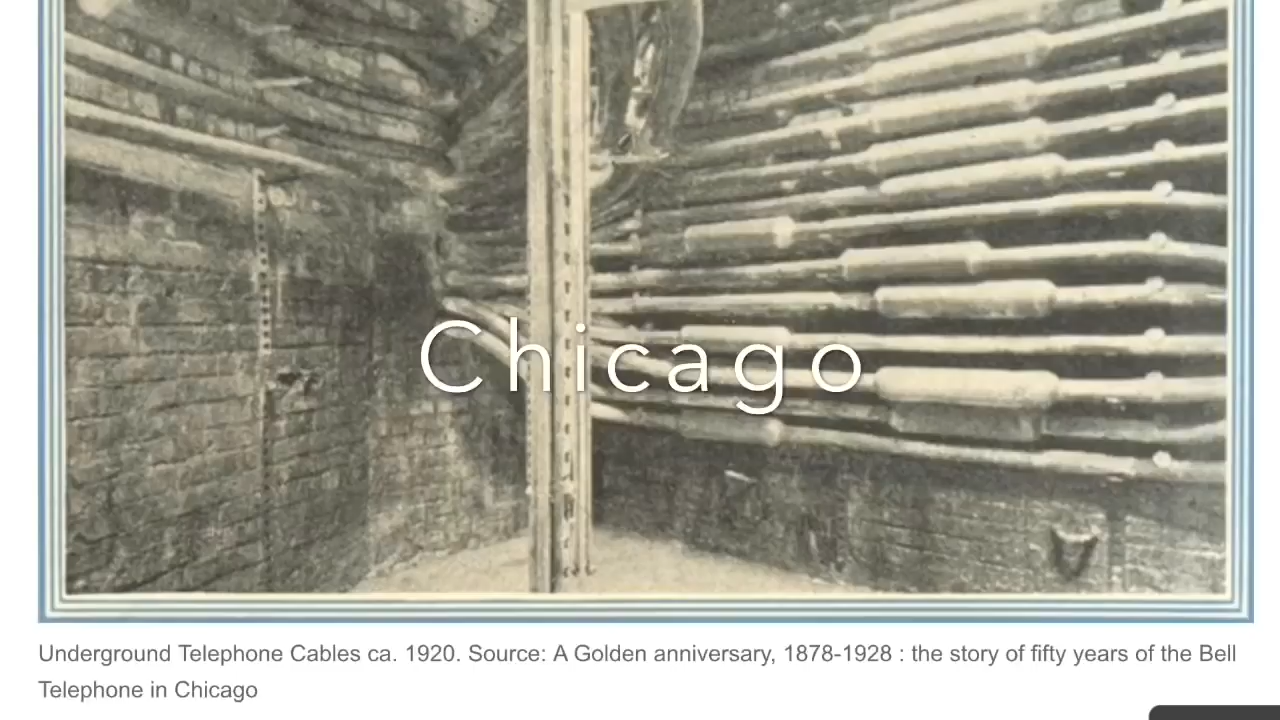 Chicago
Underground Telephone Cables ca. 1920. Source: A Golden anniversary, 1878-1928 : the story of fifty years of the Bell
Telephone in Chicago